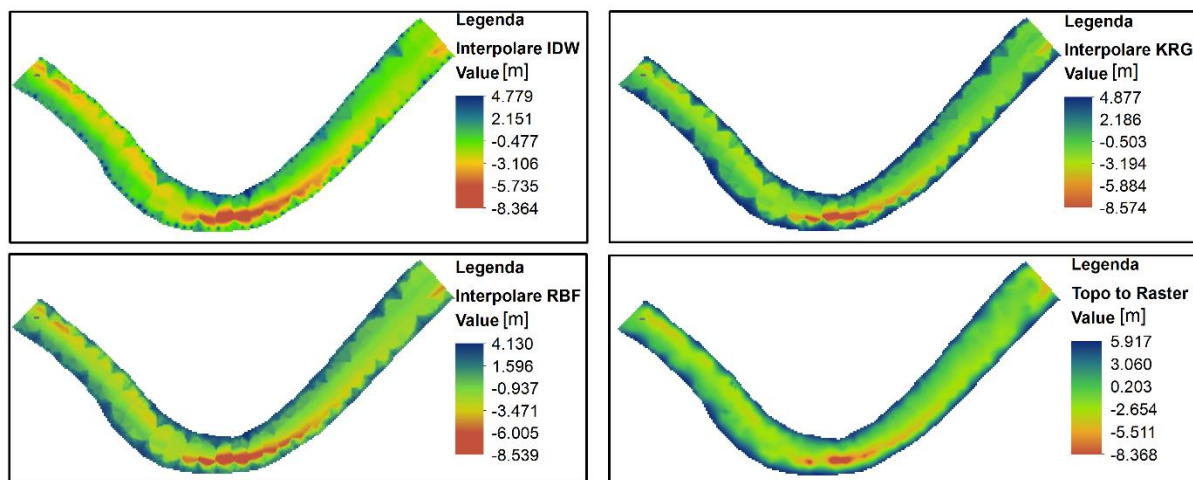 Legenda
Interpolare IDW
Value [m]
4.779
2.151
-0.477
-3.106
-5.735
-8.364
Legenda
Interpolare KRG
Value [m]
4.877
2.187
-0.503
-3.194
-5.884
-8.574
Legenda
Interpolare RBF
Value [m]
4.130
1.596
-0.937
-3.471
-6.005
-8.539
Legenda
Topo to Raster
Value [m]
5.917
3.060
0.203
-2.654
-5.511
-8.368